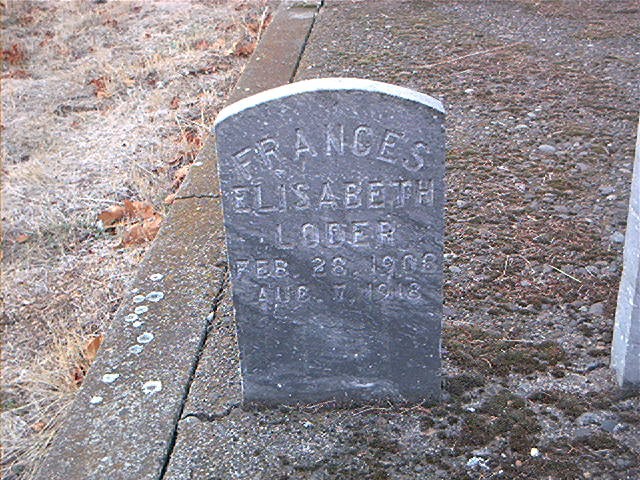 FRANCES
ELISABETH
LODER
FEB. 28, 1908
AUG. 7, 1918